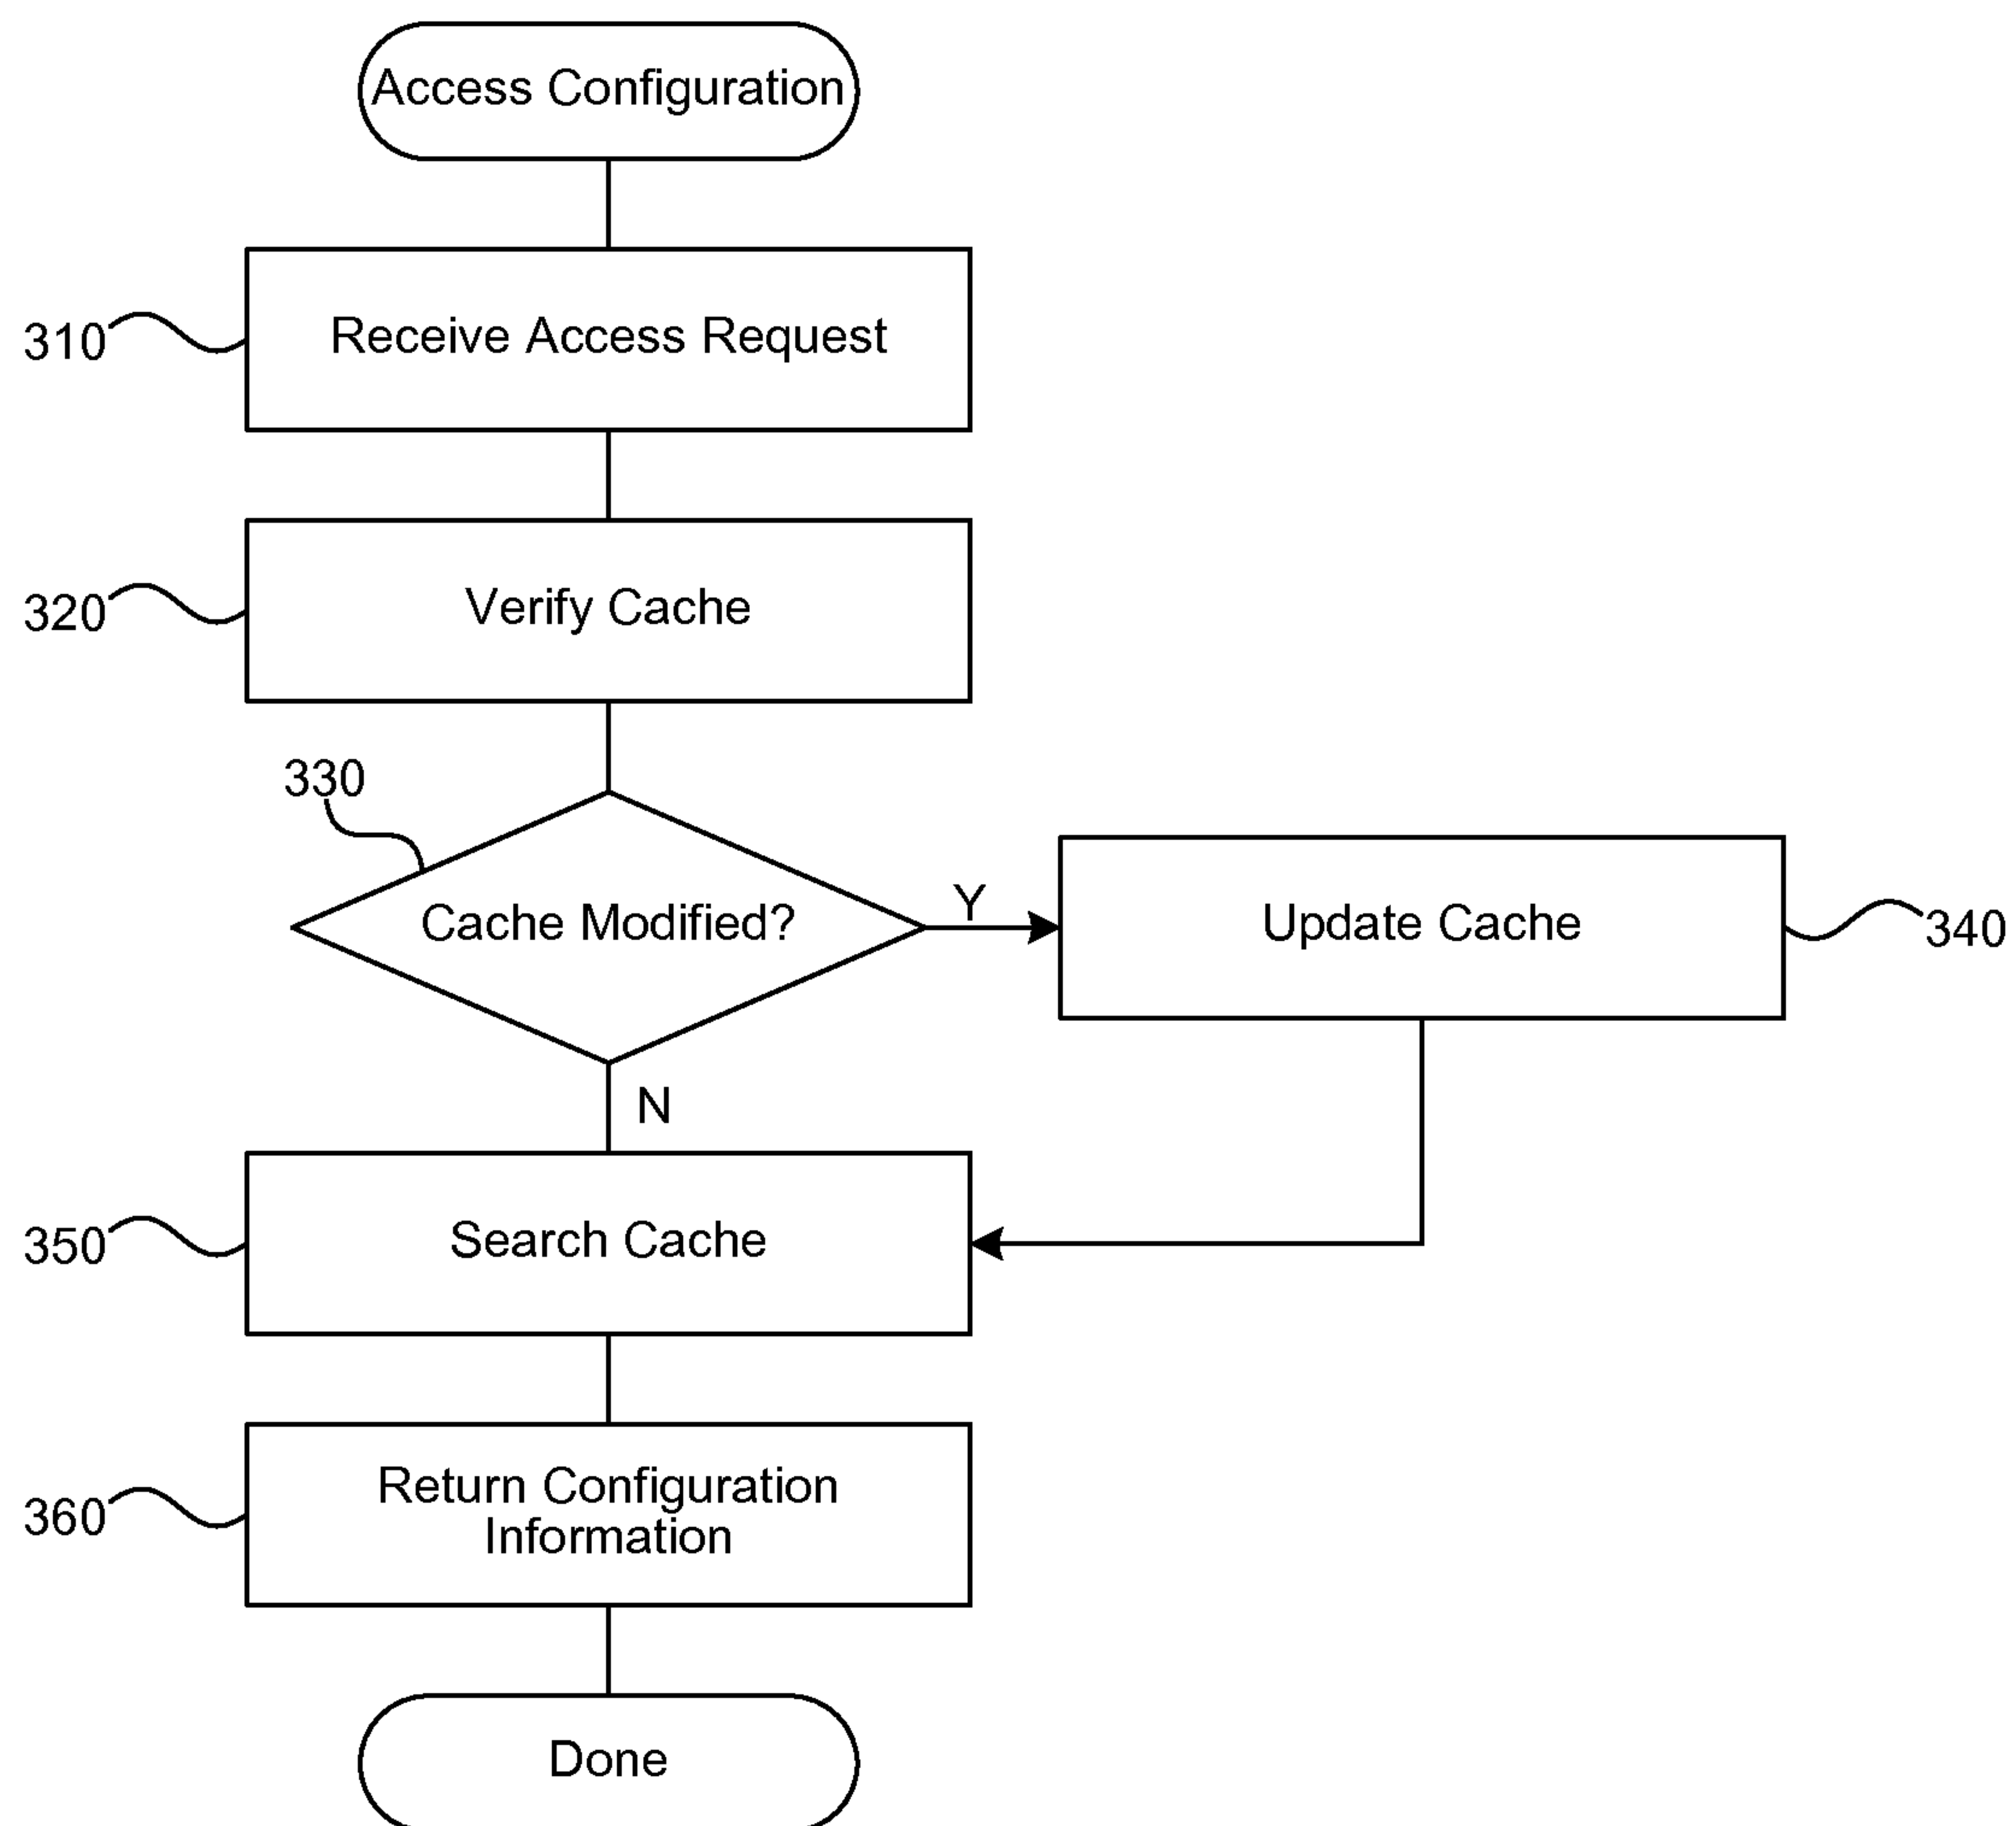 Access Configuration
310
Receive Access Request
320
Verify Cache
330
Cache Modified?
Y
Update Cache
340
N
350
Search Cache
360
Return Configuration
Information
Done